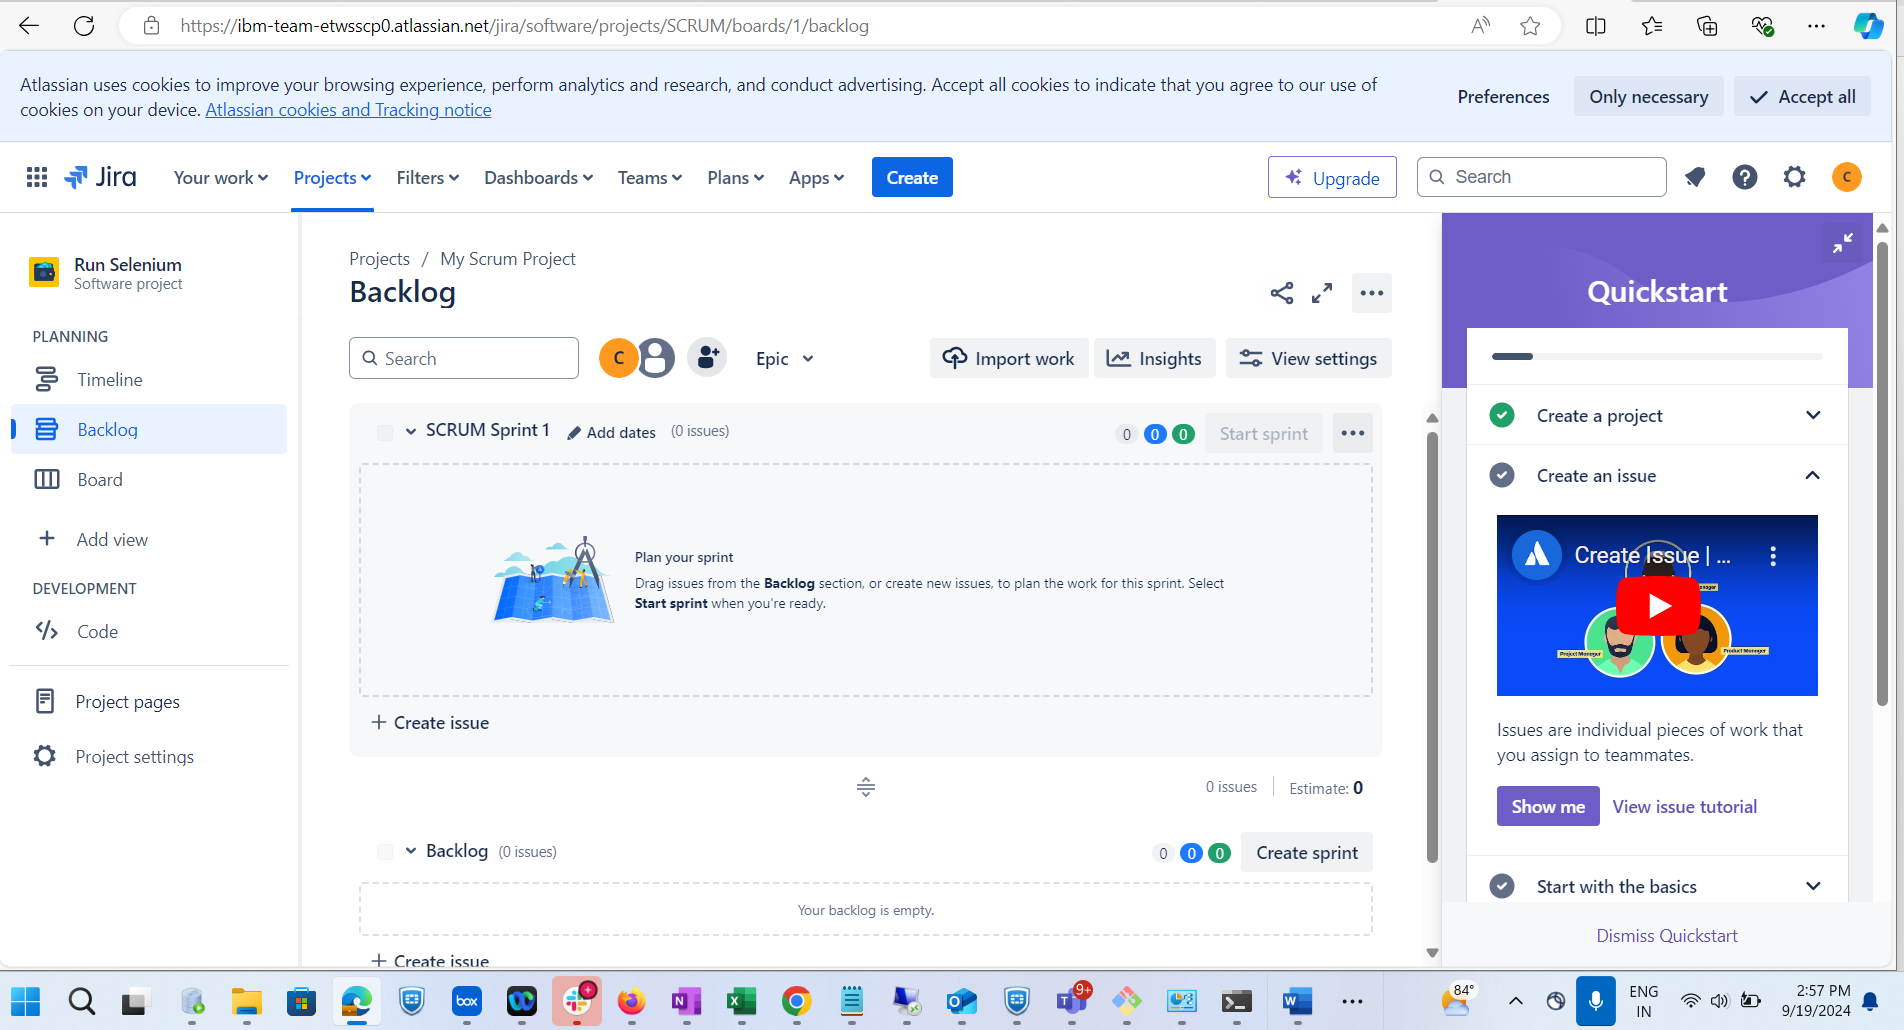 https://ibm-team-etwsscp0.atlassian.net/jira/software/projects/SCRUM/boards/1/backlog
Atlassian uses cookies to improve your browsing experience, perform analytics and research, and conduct advertising. Accept all cookies to indicate that you agree to our use of
cookies on your device. Atlassian cookies and Tracking notice
Preferences
Only necessary
Accept all
Jira
Your work
Projects
Filters
Dashboards
Teams
Plans
Apps
Create
Upgrade
Search
C
Run Selenium
Software project
PLANNING
Timeline
Backlog
Board
Add view
DEVELOPMENT
Code
Project pages
Project settings
Projects / My Scrum Project
Backlog
Search
C
Epic
Import work
Insights
View settings
SCRUM Sprint 1
Add dates
(0 issues)
0 0 0
Start sprint
Plan your sprint
Drag issues from the Backlog section, or create new issues, to plan the work for this sprint. Select
Start sprint when you're ready.
Create issue
0 issues
Estimate: 0
Backlog (0 issues)
0 0 0
Create sprint
Your backlog is empty.
Create issue
Quickstart
Create a project
Create an issue
Create Issue | ...
Project Manager
Product Manager
Issues are individual pieces of work that
you assign to teammates.
Show me
View issue tutorial
Start with the basics
Dismiss Quickstart
box
9+
84°
ENG
IN
2:57 PM
9/19/2024